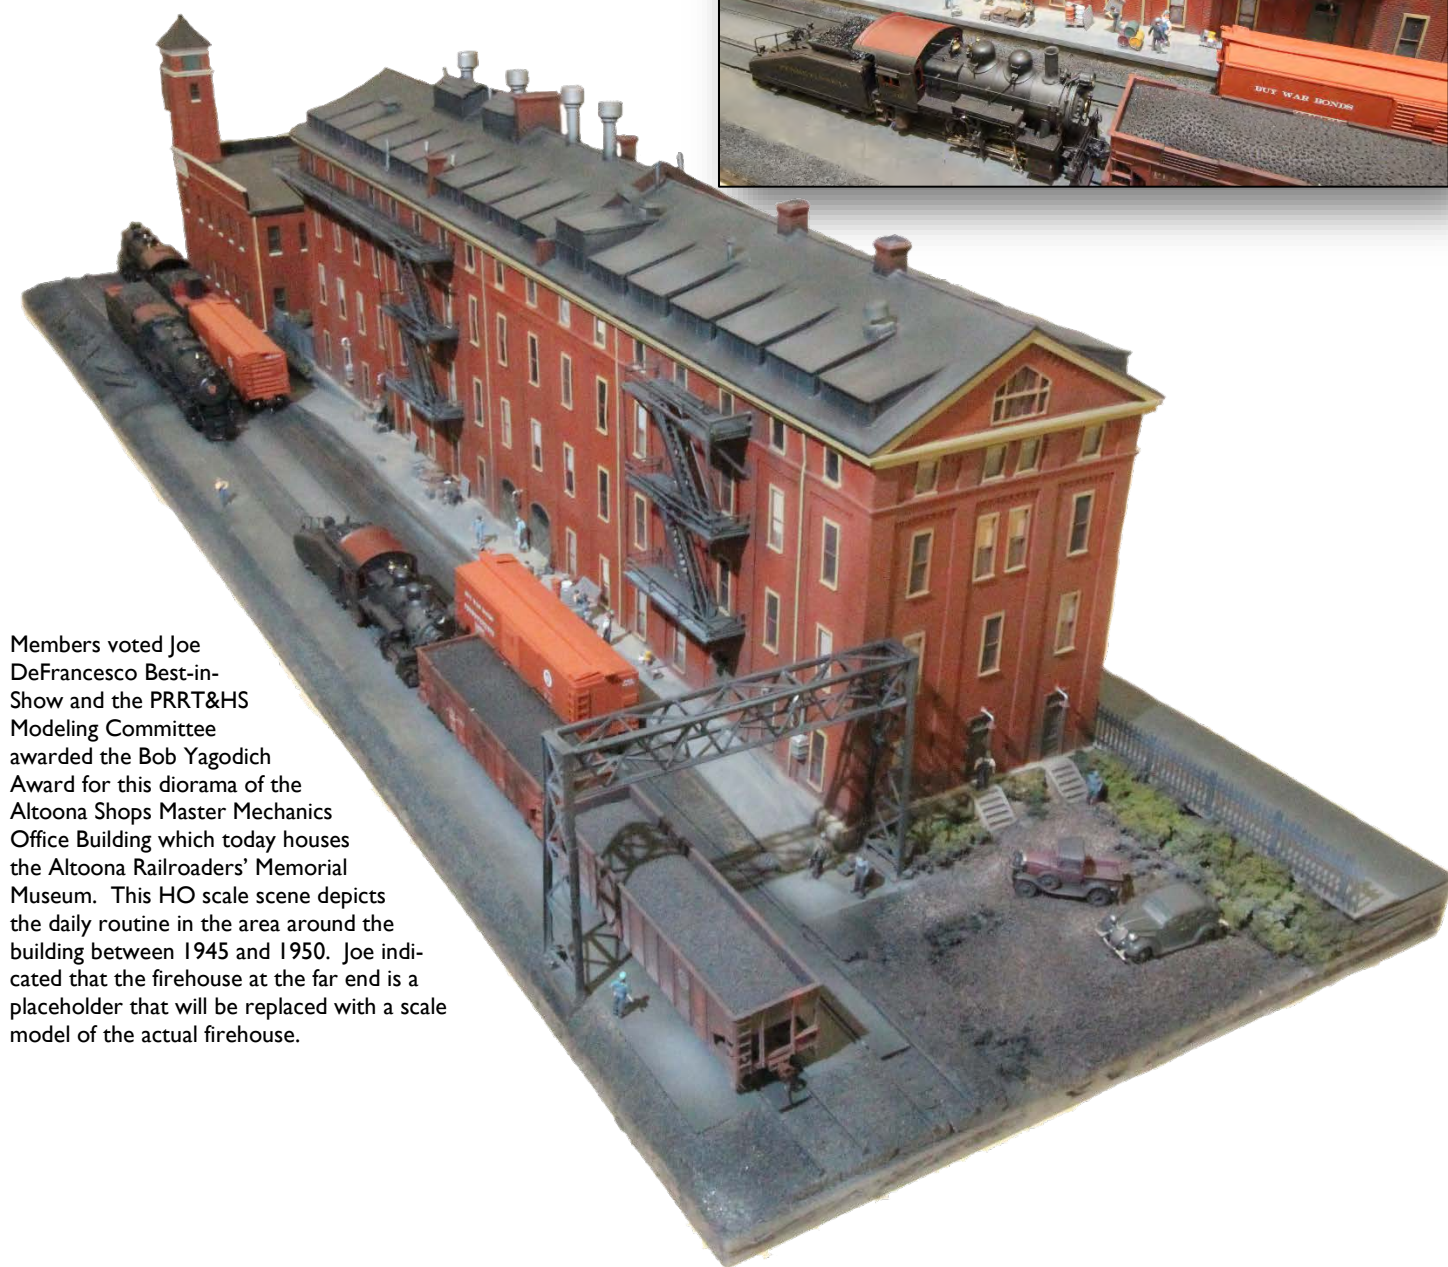 PENNSYLVANIA
BUY WAR BONDS
BUY WAR BONDS
Members voted Joe
DeFrancesco Best-in-
Show and the PRRT&HS
Modeling Committee
awarded the Bob Yagodich
Award for this diorama of the
Altoona Shops Master Mechanics
Office Building which today houses
the Altoona Railroaders’ Memorial
Museum.  This HO scale scene depicts
the daily routine in the area around the
building between 1945 and 1950.  Joe indi-
cated that the firehouse at the far end is a
placeholder that will be replaced with a scale
model of the actual firehouse.